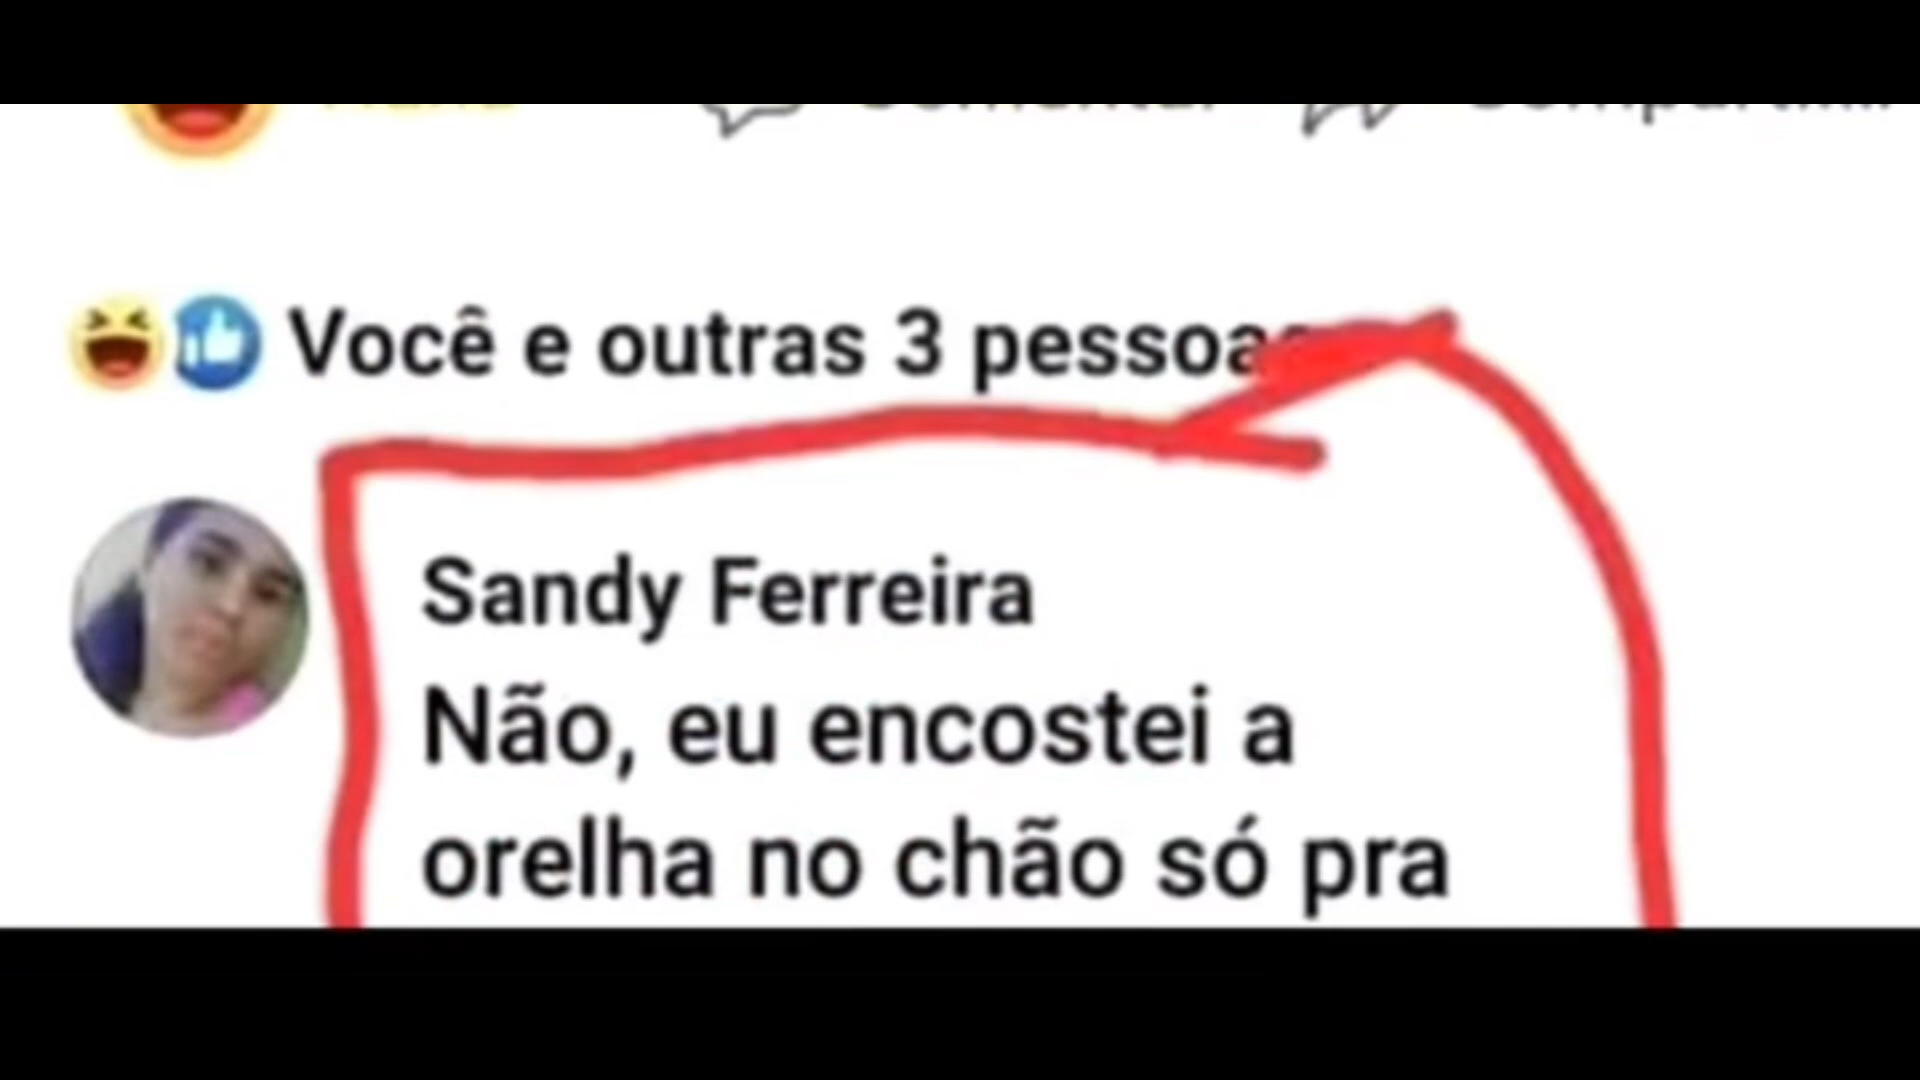 Você e outras 3 pessoas
Sandy Ferreira
Não, eu encostei a
orelha no chão só pra